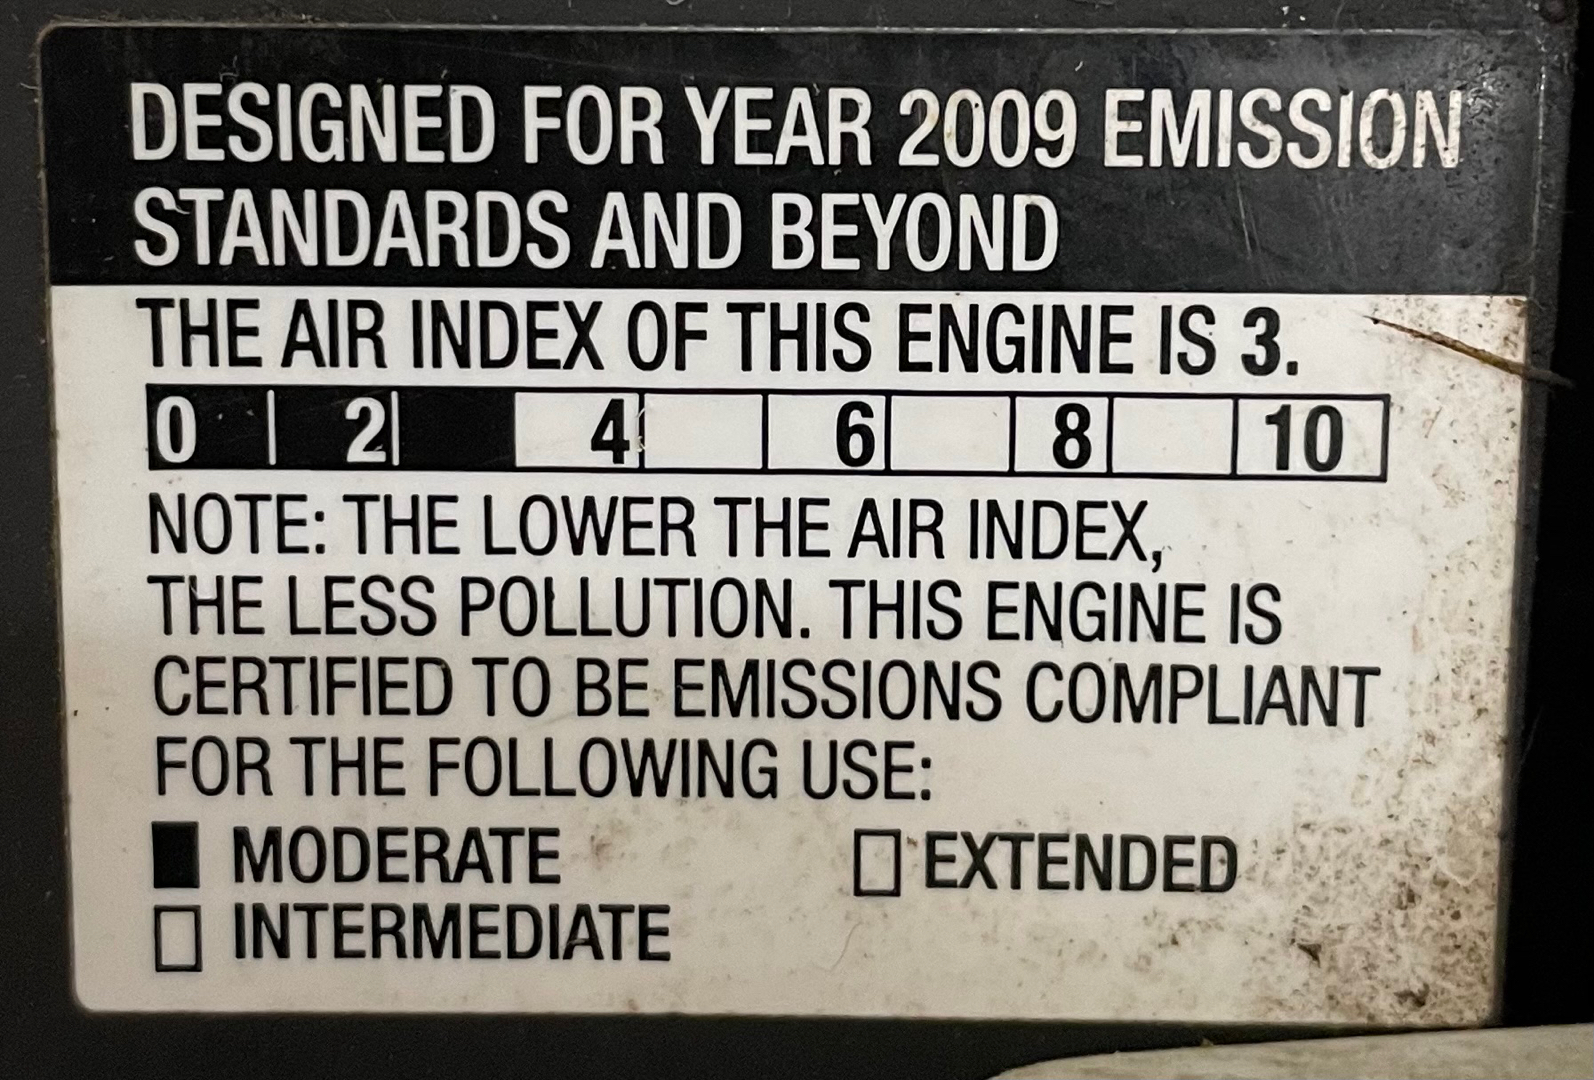 DESIGNED FOR YEAR 2009 EMISSION
STANDARDS AND BEYOND
THE AIR INDEX OF THIS ENGINE IS 3.
0 2 4 6 8 10
NOTE: THE LOWER THE AIR INDEX,
THE LESS POLLUTION. THIS ENGINE IS
CERTIFIED TO BE EMISSIONS COMPLIANT
FOR THE FOLLOWING USE:
MODERATE EXTENDED
INTERMEDIATE